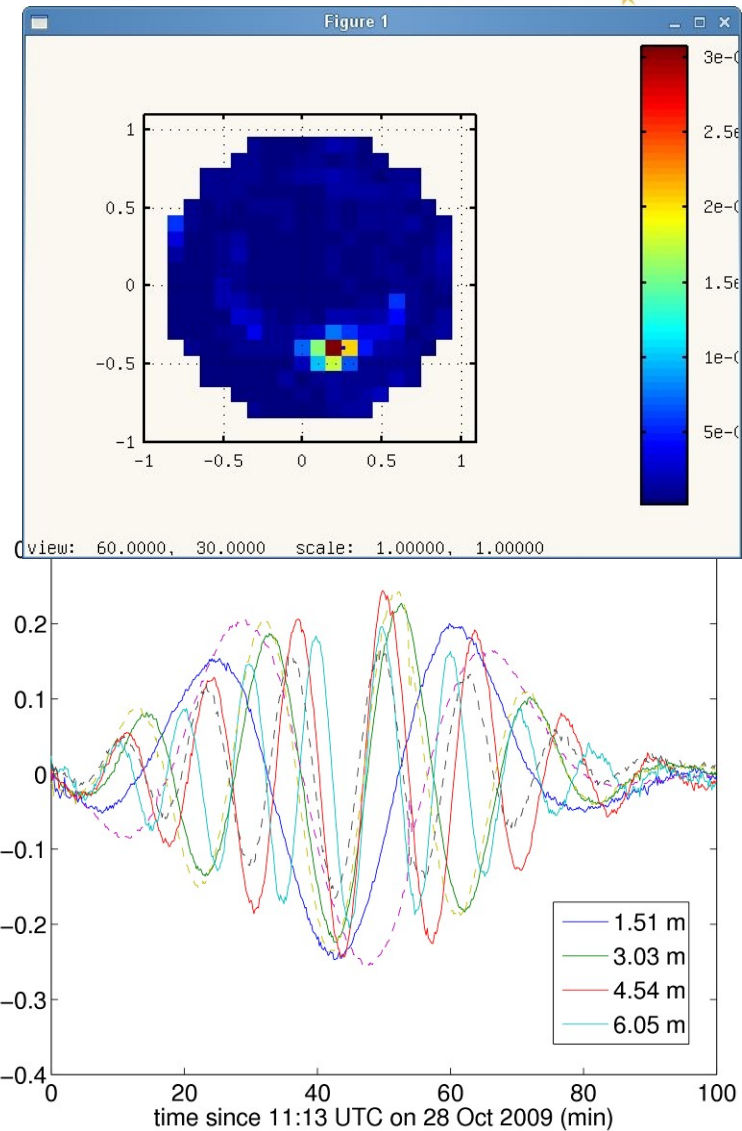 Figure 1
1
0.5
0
−0.5
−1
−1 −0.5 0 0.5 1
view: 60.0000, 30.0000 scale: 1.00000, 1.00000
0.2
0.1
0
−0.1
−0.2
−0.3
−0.4
1.51 m
3.03 m
4.54 m
6.05 m
0 20 40 60 80 100
time since 11:13 UTC on 28 Oct 2009 (min)